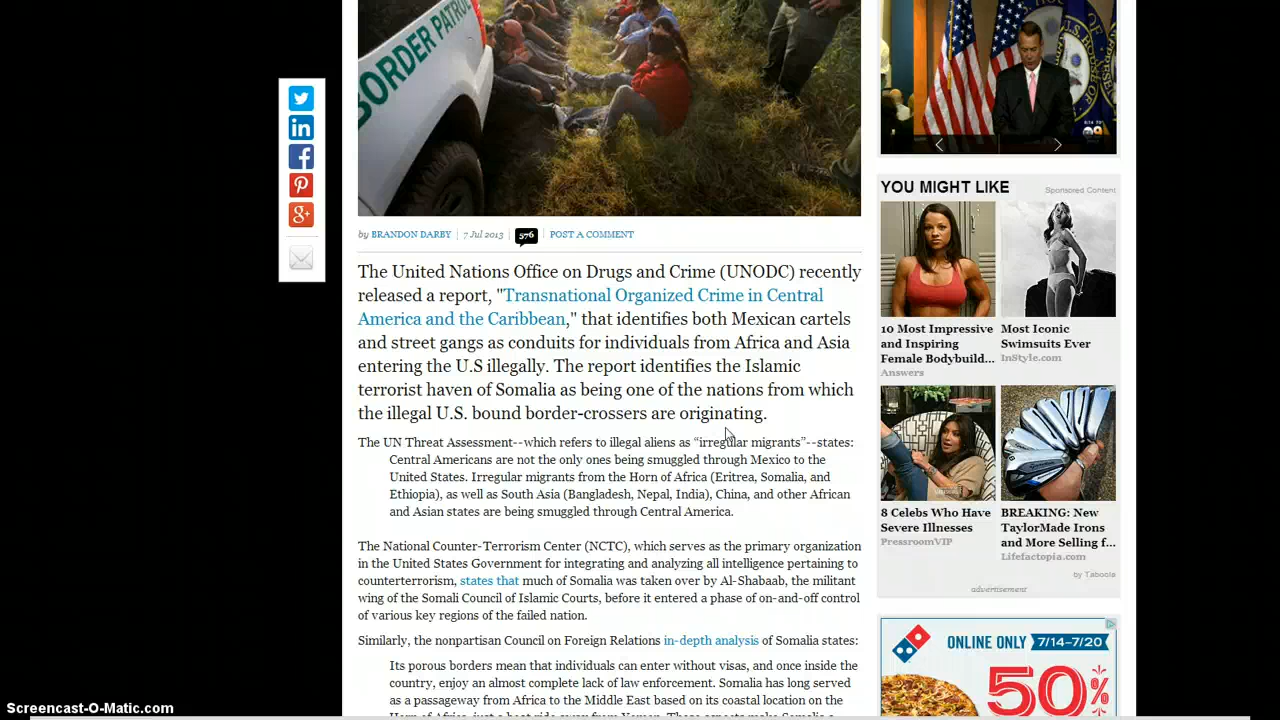 BORDER PATROL
by BRANDON DARBY | 7 Jul 2013 | 576 | POST A COMMENT
The United Nations Office on Drugs and Crime (UNODC) recently
released a report, "Transnational Organized Crime in Central
America and the Caribbean," that identifies both Mexican cartels
and street gangs as conduits for individuals from Africa and Asia
entering the U.S illegally. The report identifies the Islamic
terrorist haven of Somalia as being one of the nations from which
the illegal U.S. bound border-crossers are originating.
The UN Threat Assessment--which refers to illegal aliens as “irregular migrants”--states:
Central Americans are not the only ones being smuggled through Mexico to the
United States. Irregular migrants from the Horn of Africa (Eritrea, Somalia, and
Ethiopia), as well as South Asia (Bangladesh, Nepal, India), China, and other African
and Asian states are being smuggled through Central America.
The National Counter-Terrorism Center (NCTC), which serves as the primary organization
in the United States Government for integrating and analyzing all intelligence pertaining to
counterterrorism, states that much of Somalia was taken over by Al-Shabaab, the militant
wing of the Somali Council of Islamic Courts, before it entered a phase of on-and-off control
of various key regions of the failed nation.
Similarly, the nonpartisan Council on Foreign Relations in-depth analysis of Somalia states:
Its porous borders mean that individuals can enter without visas, and once inside the
country, enjoy an almost complete lack of law enforcement. Somalia has long served
as a passageway from Africa to the Middle East based on its coastal location on the
YOU MIGHT LIKE
Sponsored Content
10 Most Impressive
and Inspiring
Female Bodybuild...
Answers
Most Iconic
Swimsuits Ever
InStyle.com
8 Celebs Who Have
Severe Illnesses
PressroomVIP
BREAKING: New
TaylorMade Irons
and More Selling f...
Lifefactopia.com
by Taboola
advertisement
ONLINE ONLY 7/14–7/20
50%
Screencast-O-Matic.com